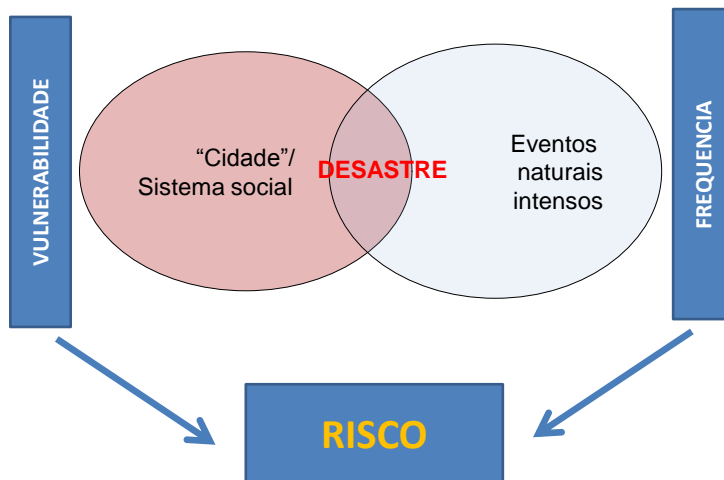 VULNERABILIDADE
“Cidade”/
Sistema social
DESASTRE
Eventos
naturais
intensos
FREQUENCIA
RISCO